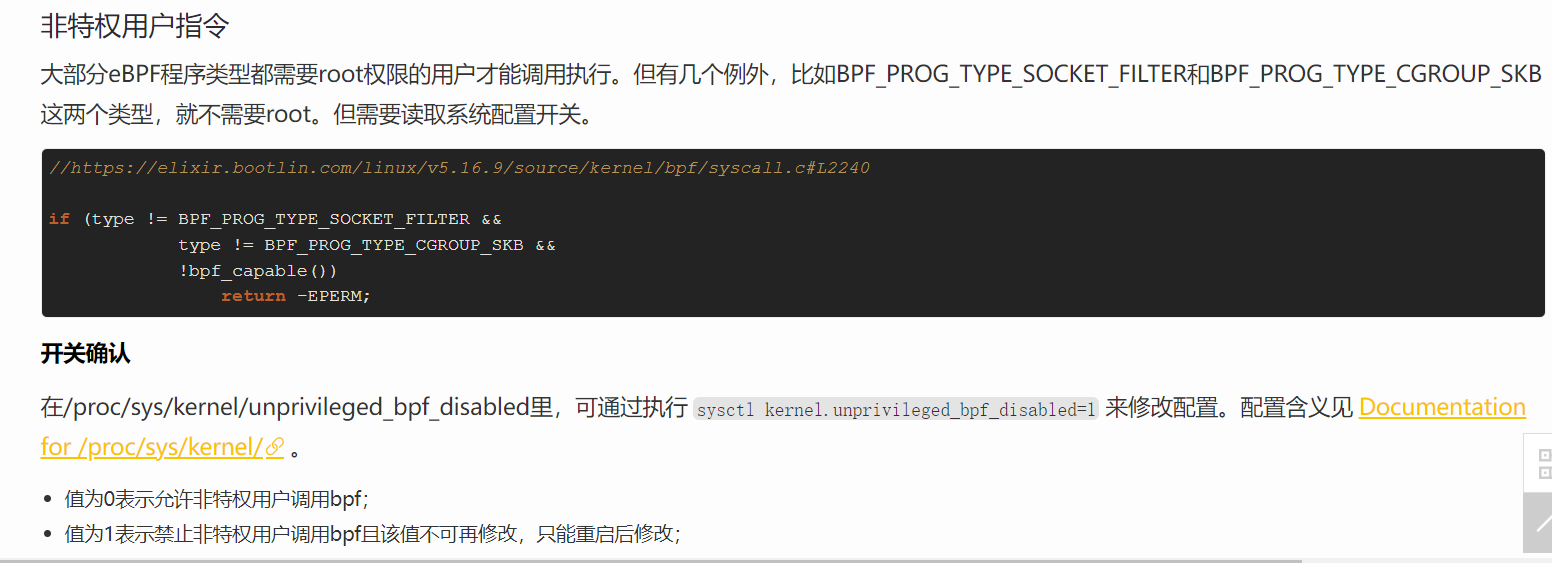 非特权用户指令
大部分eBPF程序类型都需要root权限的用户才能调用执行。但有几个例外，比如BPF_PROG_TYPE_SOCKET_FILTER和BPF_PROG_TYPE_CGROUP_SKB
这两个类型，就不需要root。但需要读取系统配置开关。
//https://elixir.bootlin.com/linux/v5.16.9/source/kernel/bpf/syscall.c#L2240
if (type != BPF_PROG_TYPE_SOCKET_FILTER &&
type != BPF_PROG_TYPE_CGROUP_SKB &&
!bpf_capable())
return -EPERM;
开关确认
在/proc/sys/kernel/unprivileged_bpf_disabled里，可通过执行 sysctl kernel.unprivileged_bpf_disabled=1 来修改配置。配置含义见 Documentation
for /proc/sys/kernel/ 。
• 值为0表示允许非特权用户调用bpf；
• 值为1表示禁止非特权用户调用bpf且该值不可再修改，只能重启后修改；